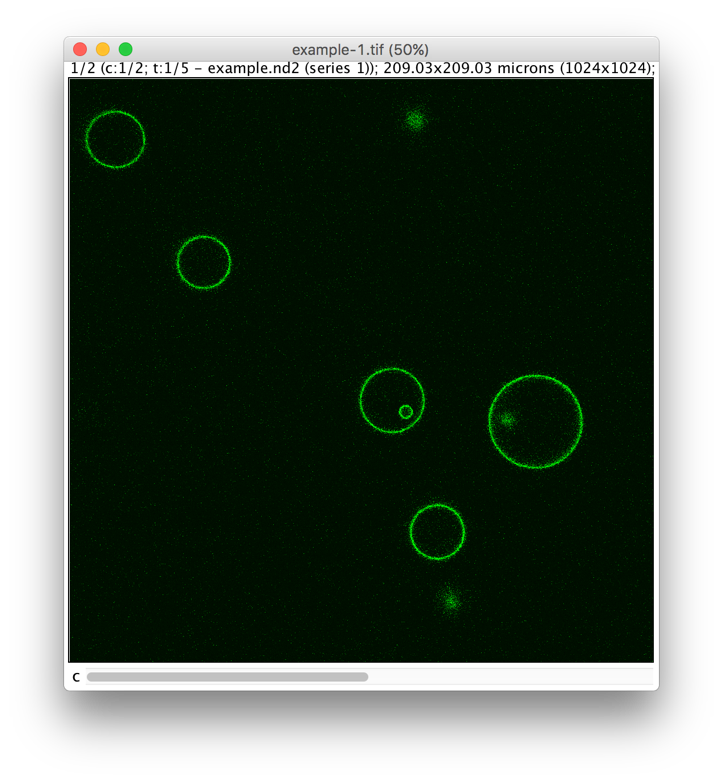 example-1.tif (50%)
1/2 (c:1/2; t:1/5 - example.nd2 (series 1)); 209.03x209.03 microns (1024x1024);
C